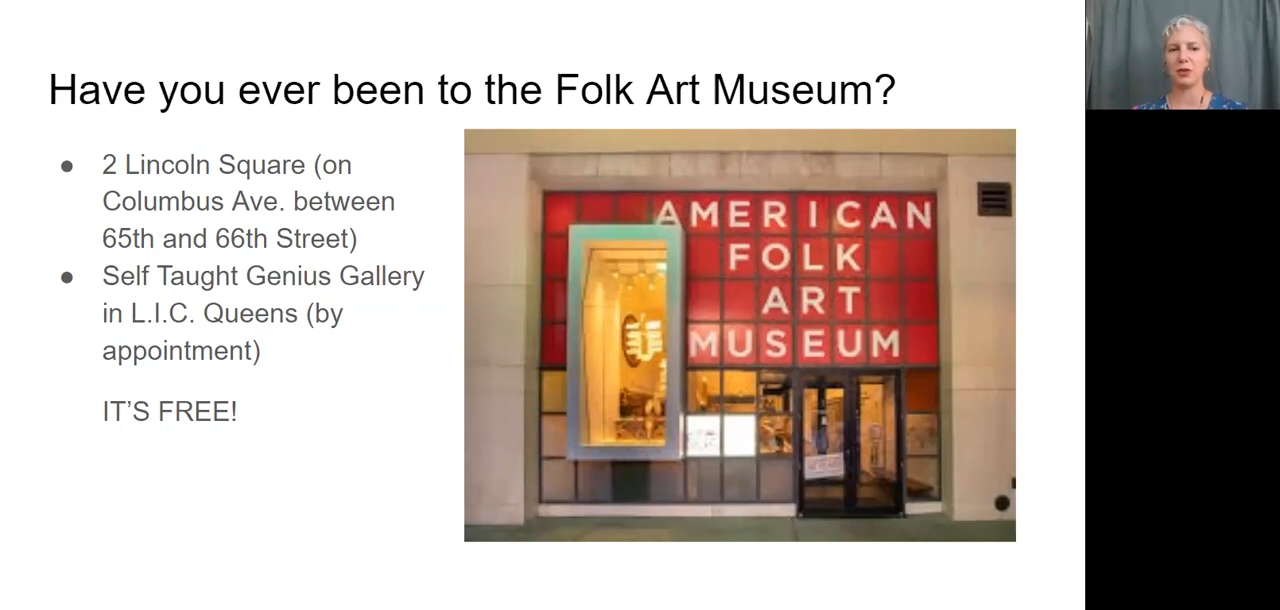 Have you ever been to the Folk Art Museum?
● 2 Lincoln Square (on
Columbus Ave. between
65th and 66th Street)
● Self Taught Genius Gallery
in L.I.C. Queens (by
appointment)
IT’S FREE!
AMERICAN
FOLK
ART
MUSEUM